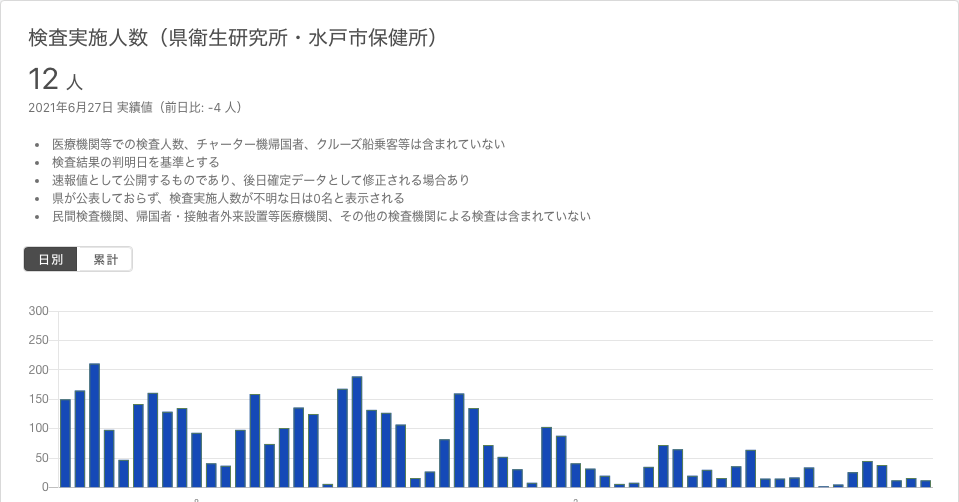 検査実施人数（県衛生研究所・水戸市保健所）
12 人
2021年6月27日 実績値（前日比: -4 人）
医療機関等での検査人数、チャーター機帰国者、クルーズ船乗客等は含まれていない
検査結果の判明日を基準とする
速報値として公開するものであり、後日確定データとして修正される場合あり
県が公表しておらず、検査実施人数が不明な日は0名と表示される
民間検査機関、帰国者・接触者外来設置等医療機関、その他の検査機関による検査は含まれていない
日別 累計
300
250
200
150
100
50
0